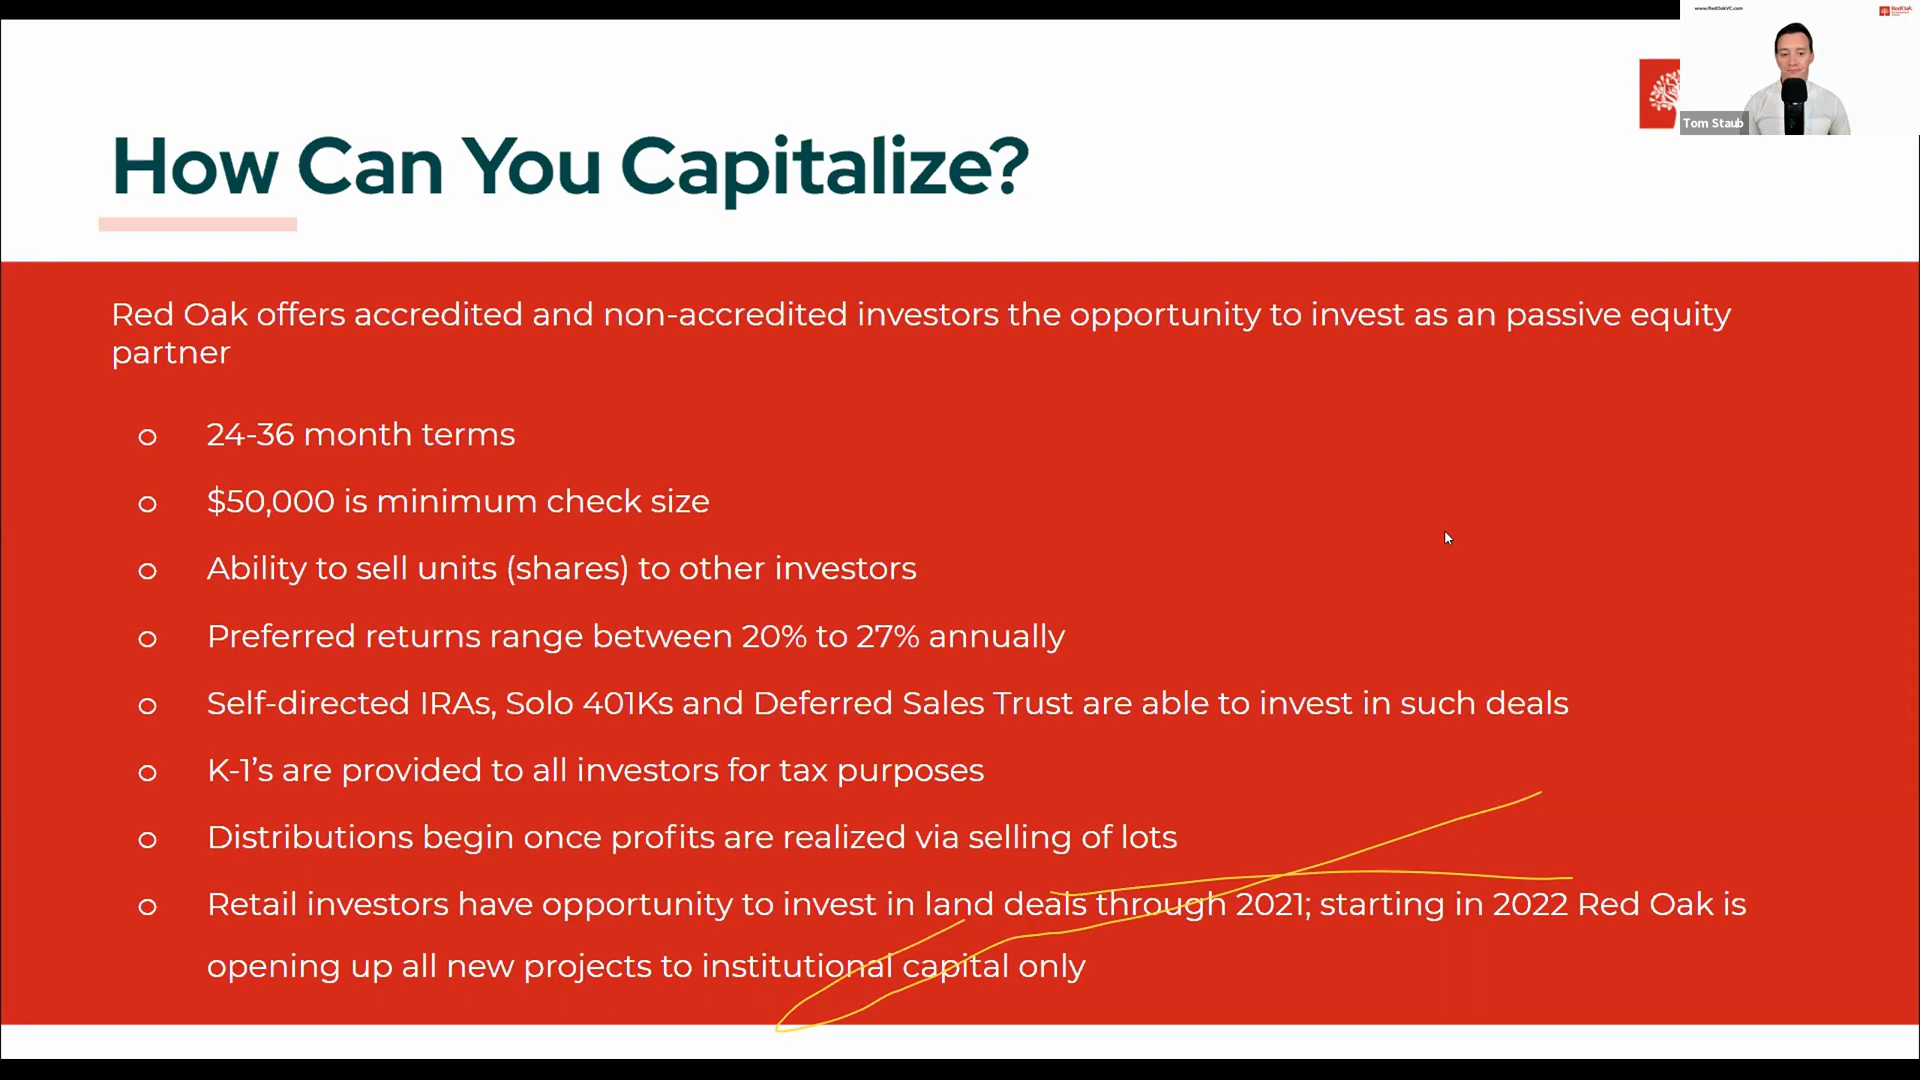 www.RedOakVC.com
RedOak
Tom Staub
How Can You Capitalize?
Red Oak offers accredited and non-accredited investors the opportunity to invest as an passive equity
partner
24-36 month terms
$50,000 is minimum check size
Ability to sell units (shares) to other investors
Preferred returns range between 20% to 27% annually
Self-directed IRAs, Solo 401Ks and Deferred Sales Trust are able to invest in such deals
K-1’s are provided to all investors for tax purposes
Distributions begin once profits are realized via selling of lots
Retail investors have opportunity to invest in land deals through 2021; starting in 2022 Red Oak is
opening up all new projects to institutional capital only